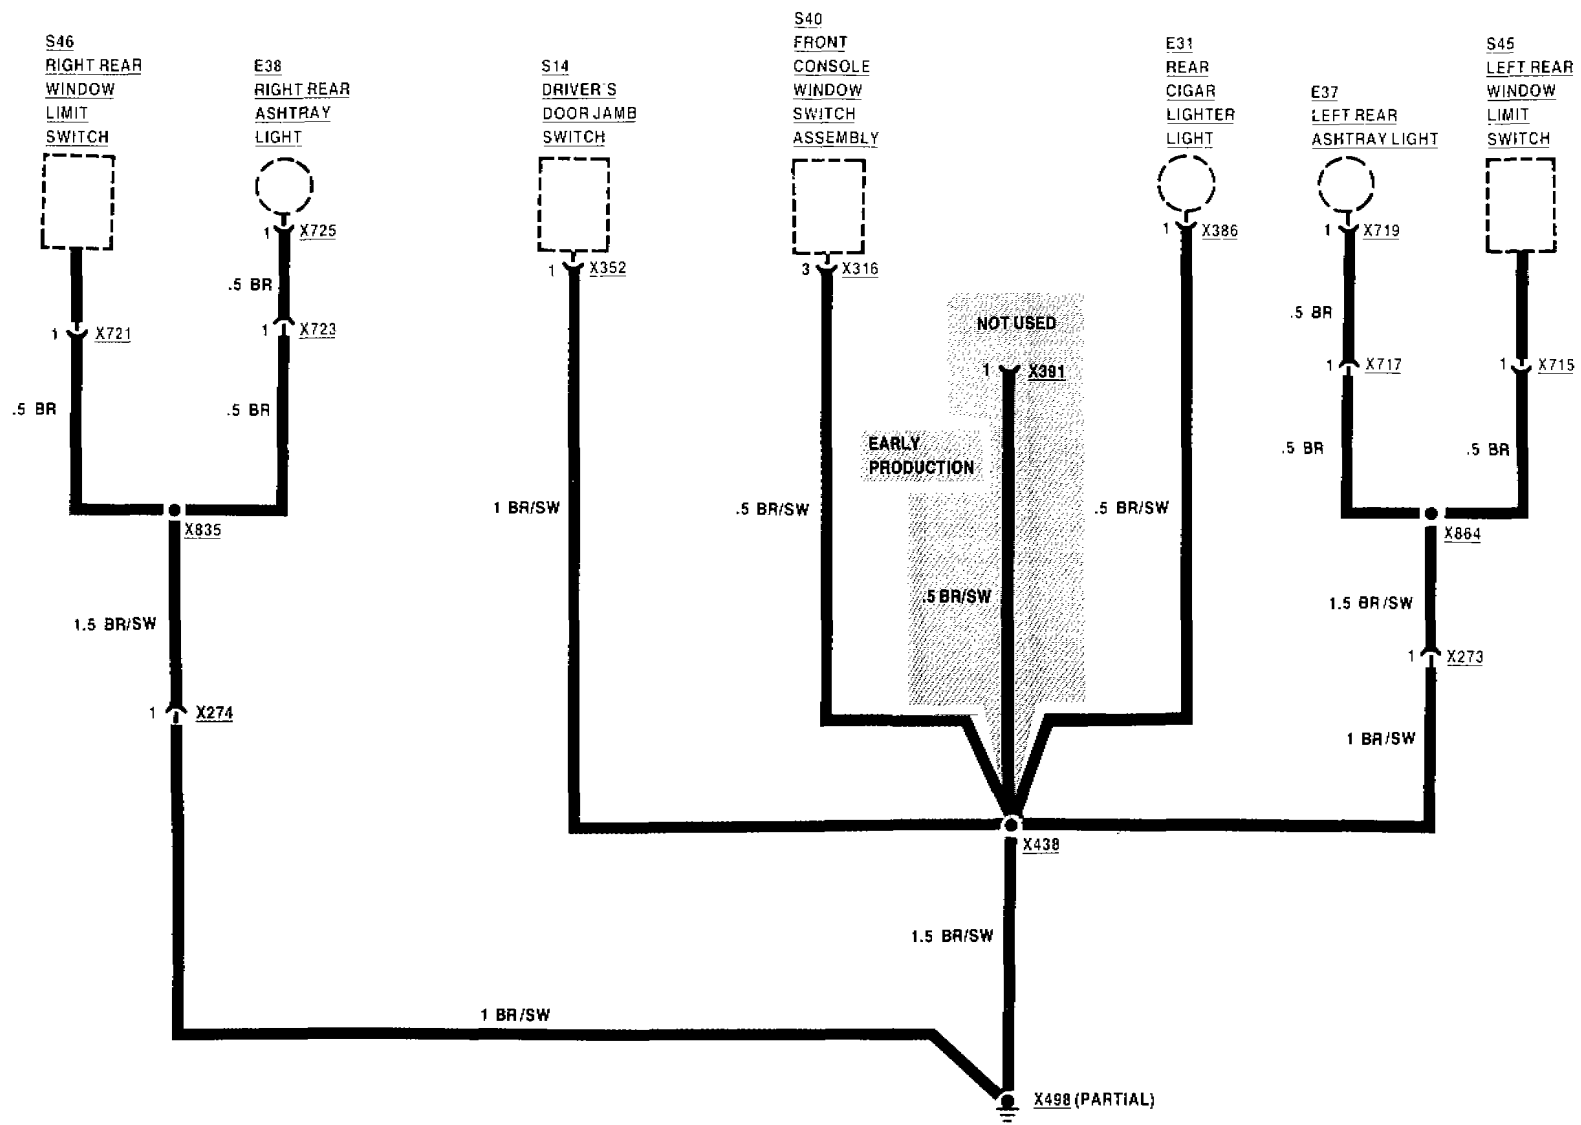 S46
RIGHT REAR
WINDOW
LIMIT
SWITCH
E38
RIGHT REAR
ASHTRAY
LIGHT
S14
DRIVER'S
DOOR JAMB
SWITCH
S40
FRONT
CONSOLE
WINDOW
SWITCH
ASSEMBLY
E31
REAR
CIGAR
LIGHTER
LIGHT
E37
LEFT REAR
ASHTRAY LIGHT
S45
LEFT REAR
WINDOW
LIMIT
SWITCH
1 X725
1 X352
3 X316
1 X386
1 X719
.5 BR
.5 BR
1 X721
1 X723
NOT USED
1 X391
1 X717
1 X715
.5 BR
.5 BR
EARLY
PRODUCTION
.5 BR
.5 BR
1 BR/SW
.5 BR/SW
.5 BR/SW
X835
X864
.5 BR/SW
1.5 BR/SW
1.5 BR/SW
1 X273
1 X274
1 BR/SW
X438
1.5 BR/SW
1 BR/SW
X498 (PARTIAL)